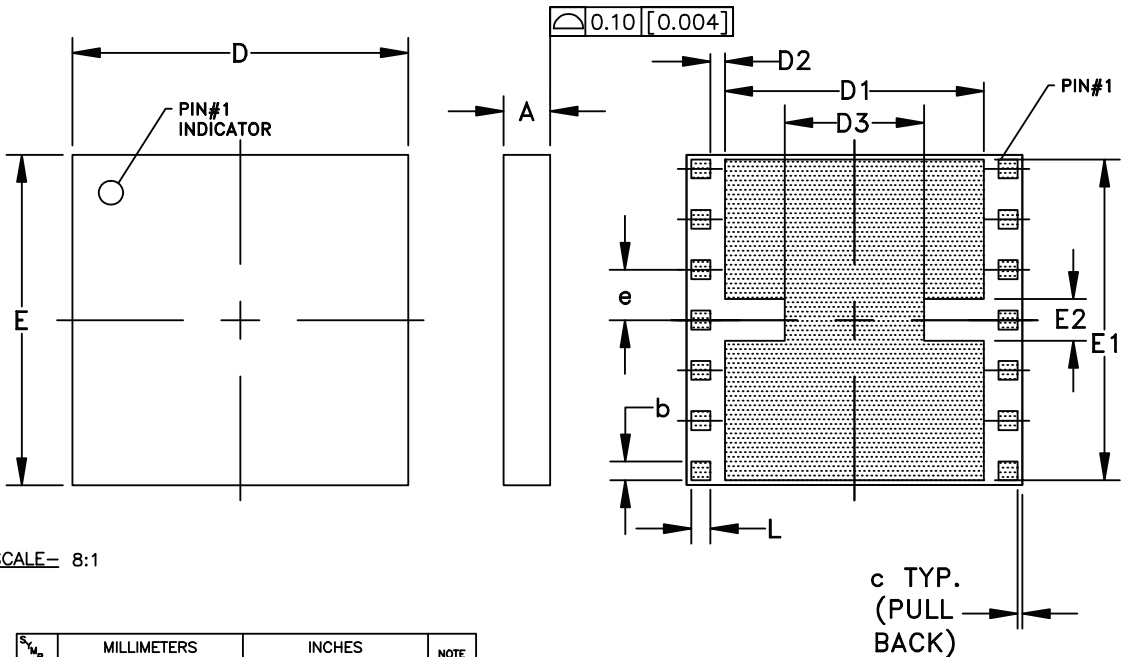 0.10 [0.004]
D
D2
PIN#1
D1
A
PIN#1
INDICATOR
D3
e
E
E2
E1
b
L
SCALE- 8:1
c TYP.
(PULL
BACK)
MILLIMETERS INCHES NOTE